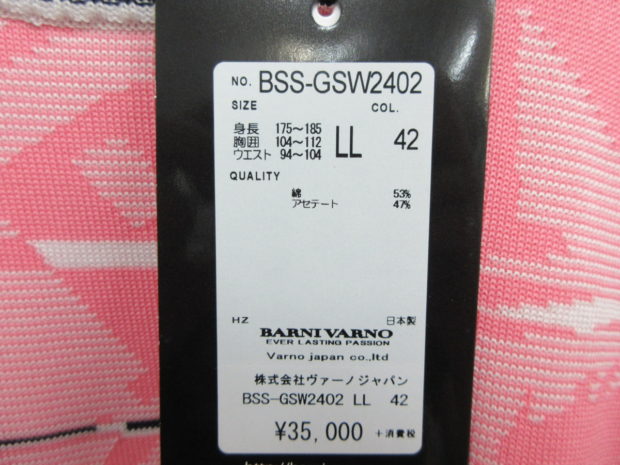 NO. BSS-GSW2402
SIZE COL.
身長 175～185
胸囲 104～112 LL 42
ウエスト 94～104
QUALITY
綿 53%
アセテート 47%
HZ 日本製
BARNI VARNO
EVER LASTING PASSION
Varno japan co.,ltd
株式会社ヴァーノジャパン
BSS-GSW2402 LL 42
¥35,000 +消費税